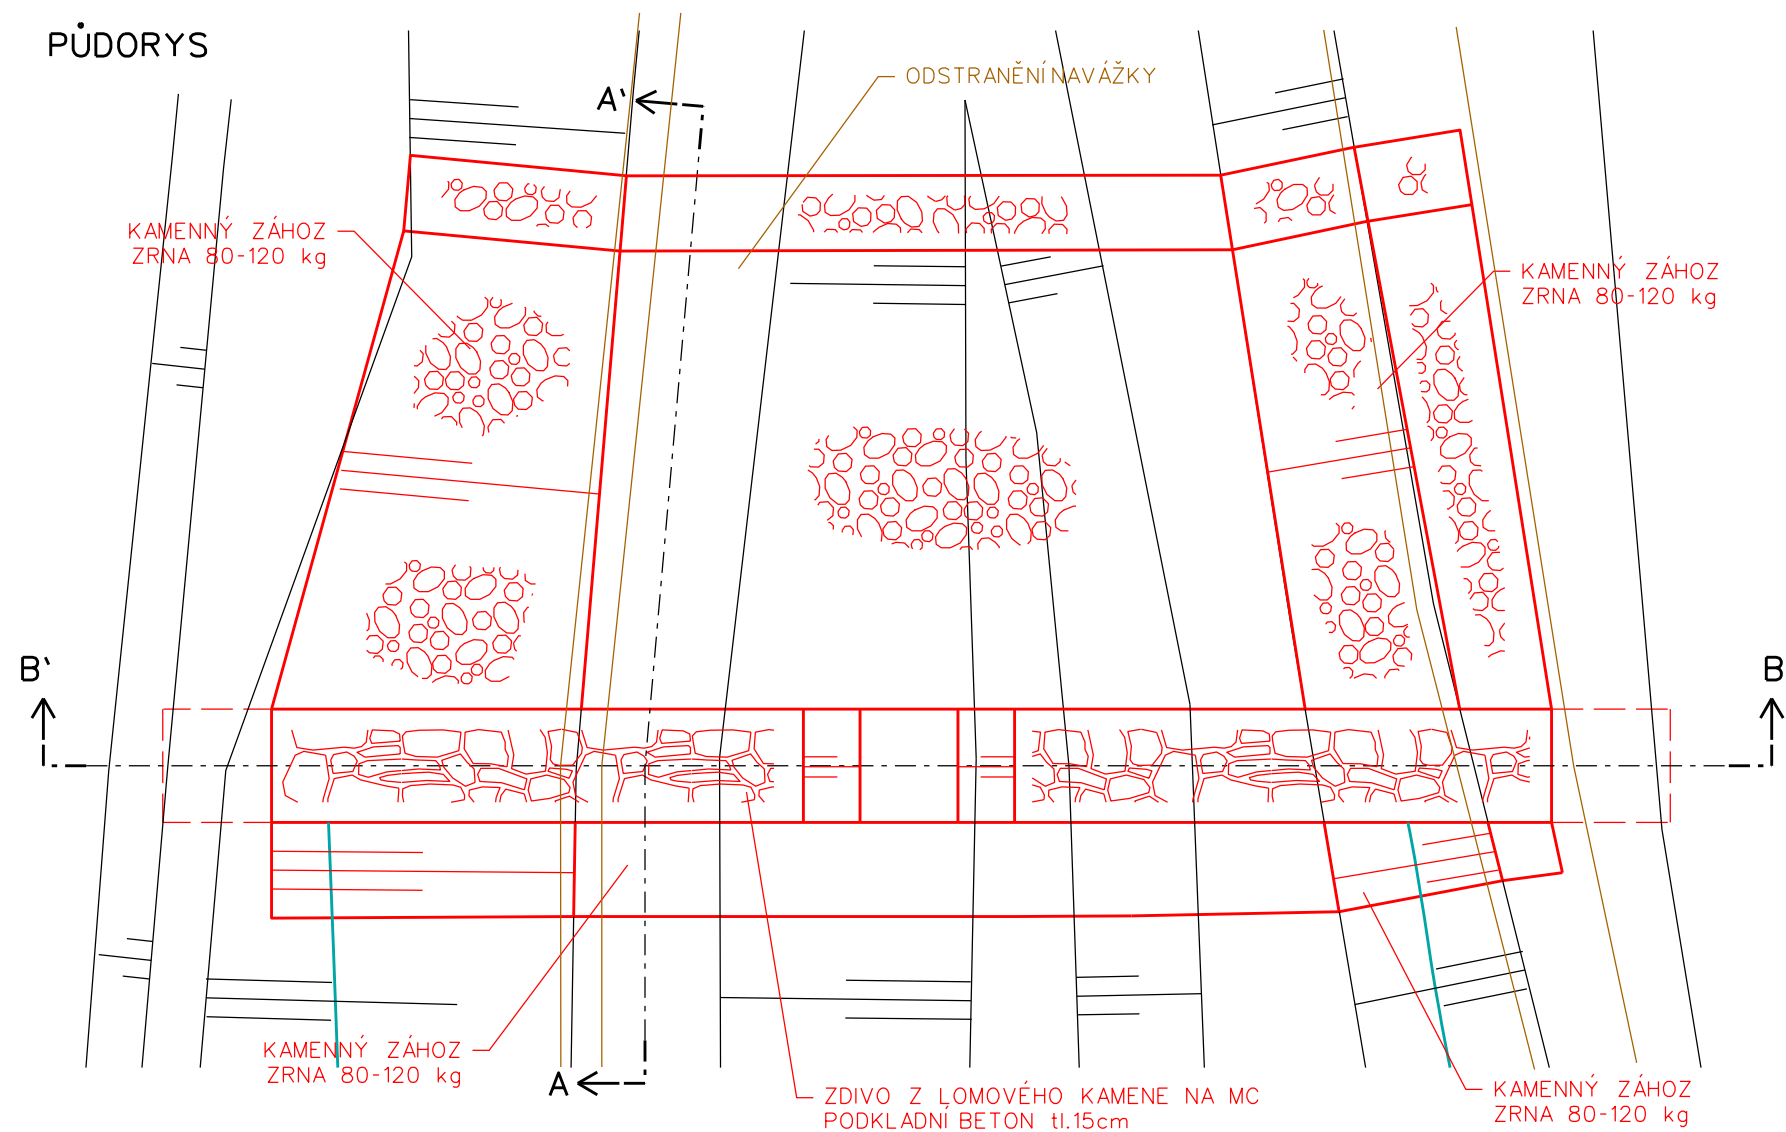 PŮDORYS
A'
ODSTRANĚNÍ NAVÁŽKY
KAMENNÝ ZÁHOZ
ZRNA 80-120 kg
KAMENNÝ ZÁHOZ
ZRNA 80-120 kg
B'
B
KAMENNÝ ZÁHOZ
ZRNA 80-120 kg
A
ZDIVO Z LOMOVÉHO KAMENE NA MC
PODKLADNÍ BETON tl.15cm
KAMENNÝ ZÁHOZ
ZRNA 80-120 kg